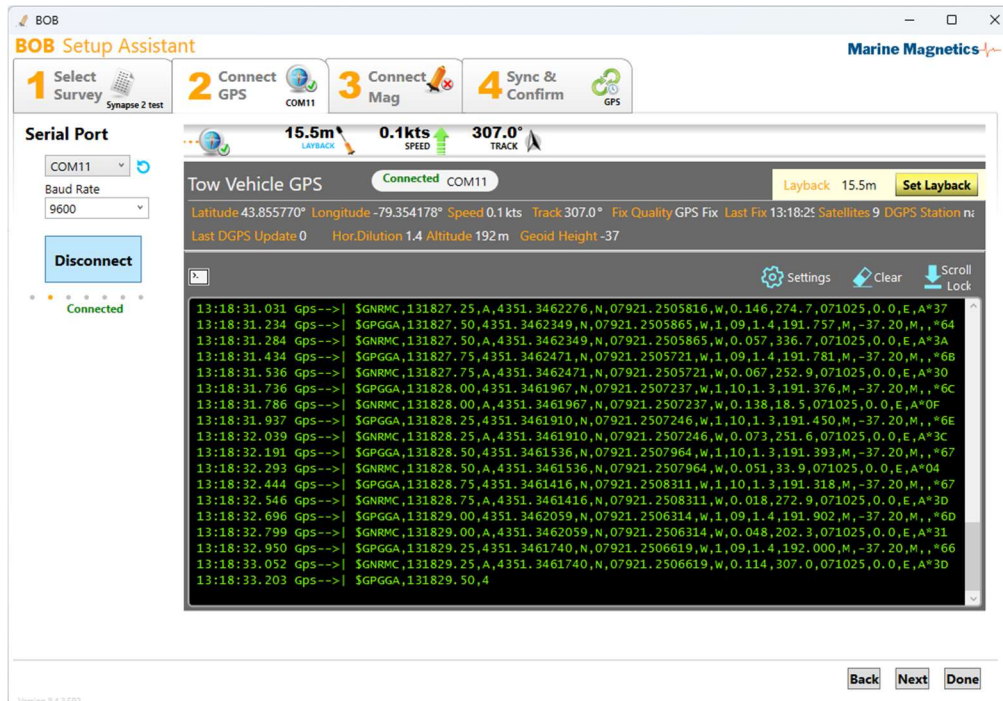 BOB
BOB Setup Assistant
Marine Magnetics
1 Select Survey Synapse 2 test
2 Connect GPS COM11
3 Connect Mag
4 Sync & Confirm GPS
Serial Port
COM11
Baud Rate
9600
Disconnect
Connected
15.5m LAYBACK 0.1kts SPEED 307.0° TRACK
Tow Vehicle GPS Connected COM11 Layback 15.5m Set Layback
Latitude 43.855770° Longitude -79.354178° Speed 0.1 kts Track 307.0° Fix Quality GPS Fix Last Fix 13:18:29 Satellites 9 DGPS Station na
Last DGPS Update 0 Hor.Dilution 1.4 Altitude 192 m Geoid Height -37
Settings Clear Scroll Lock
13:18:31.031 Gps-->| $GNRMC,131827.25,A,4351.3462276,N,07921.2505816,W,0.146,274.7,071025,0.0,E,A*37
13:18:31.234 Gps-->| $GPGGA,131827.50,4351.3462349,N,07921.2505865,W,1,09,1.4,191.757,M,-37.20,M,,*64
13:18:31.284 Gps-->| $GNRMC,131827.50,A,4351.3462349,N,07921.2505865,W,0.057,336.7,071025,0.0,E,A*3A
13:18:31.434 Gps-->| $GPGGA,131827.75,4351.3462471,N,07921.2505721,W,1,09,1.4,191.781,M,-37.20,M,,*6B
13:18:31.536 Gps-->| $GNRMC,131827.75,A,4351.3462471,N,07921.2505721,W,0.067,252.9,071025,0.0,E,A*30
13:18:31.736 Gps-->| $GPGGA,131828.00,4351.3461967,N,07921.2507237,W,1,10,1.3,191.376,M,-37.20,M,,*6C
13:18:31.786 Gps-->| $GNRMC,131828.00,A,4351.3461967,N,07921.2507237,W,0.138,18.5,071025,0.0,E,A*0F
13:18:31.937 Gps-->| $GPGGA,131828.25,4351.3461910,N,07921.2507246,W,1,10,1.3,191.450,M,-37.20,M,,*6E
13:18:32.039 Gps-->| $GNRMC,131828.25,A,4351.3461910,N,07921.2507246,W,0.073,251.6,071025,0.0,E,A*3C
13:18:32.191 Gps-->| $GPGGA,131828.50,4351.3461536,N,07921.2507964,W,1,10,1.3,191.393,M,-37.20,M,,*67
13:18:32.293 Gps-->| $GNRMC,131828.50,A,4351.3461536,N,07921.2507964,W,0.051,33.9,071025,0.0,E,A*04
13:18:32.444 Gps-->| $GPGGA,131828.75,4351.3461416,N,07921.2508311,W,1,10,1.3,191.318,M,-37.20,M,,*67
13:18:32.546 Gps-->| $GNRMC,131828.75,A,4351.3461416,N,07921.2508311,W,0.018,272.9,071025,0.0,E,A*3D
13:18:32.696 Gps-->| $GPGGA,131829.00,4351.3462059,N,07921.2506314,W,1,09,1.4,191.902,M,-37.20,M,,*6D
13:18:32.799 Gps-->| $GNRMC,131829.00,A,4351.3462059,N,07921.2506314,W,0.048,202.3,071025,0.0,E,A*31
13:18:32.950 Gps-->| $GPGGA,131829.25,4351.3461740,N,07921.2506619,W,1,09,1.4,192.000,M,-37.20,M,,*66
13:18:33.052 Gps-->| $GNRMC,131829.25,A,4351.3461740,N,07921.2506619,W,0.114,307.0,071025,0.0,E,A*3D
13:18:33.203 Gps-->| $GPGGA,131829.50,4
Back Next Done